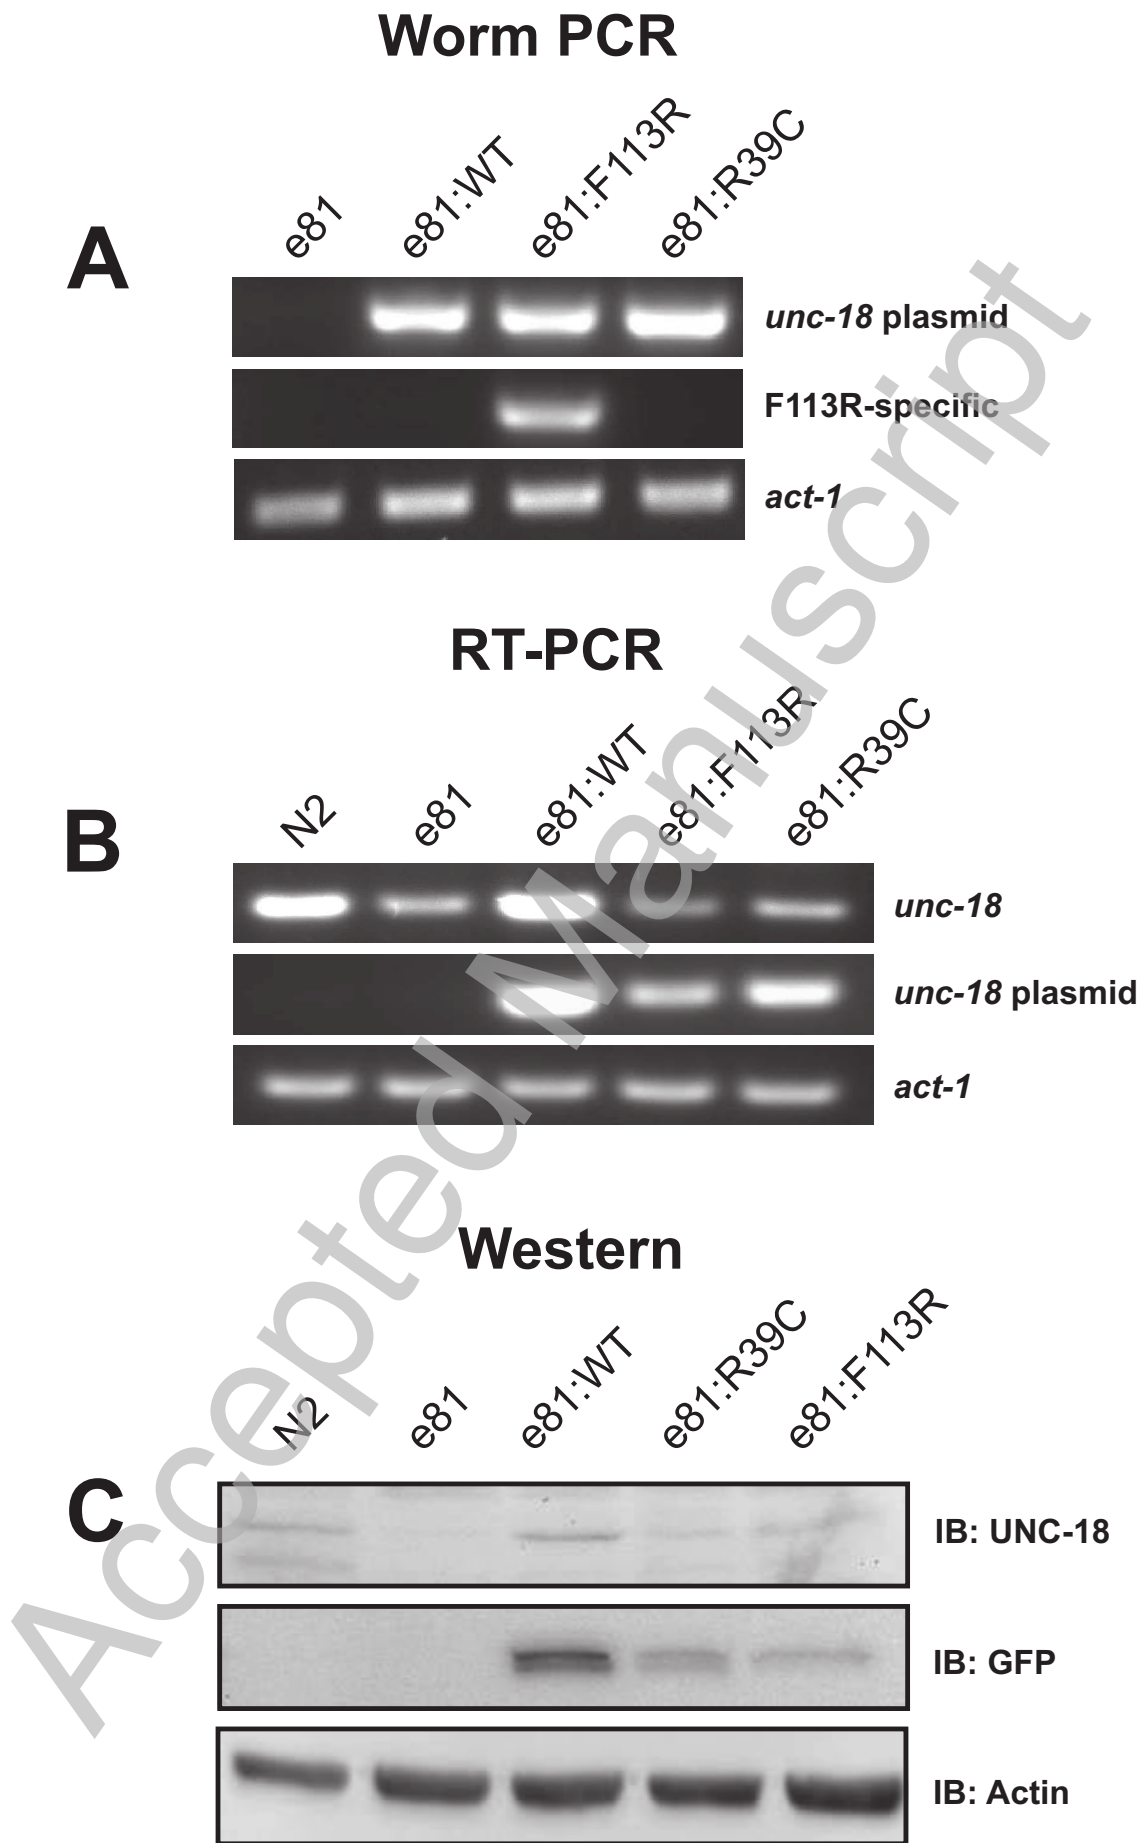 Worm PCR
A
e81
e81:WT
e81:F113R
e81:R39C
unc-18 plasmid
F113R-specific
act-1
RT-PCR
B
N2
e81
e81:WT
e81:F113R
e81:R39C
unc-18
unc-18 plasmid
act-1
Western
C
N2
e81
e81:WT
e81:R39C
e81:F113R
IB: UNC-18
IB: GFP
IB: Actin
Accepted Manuscript